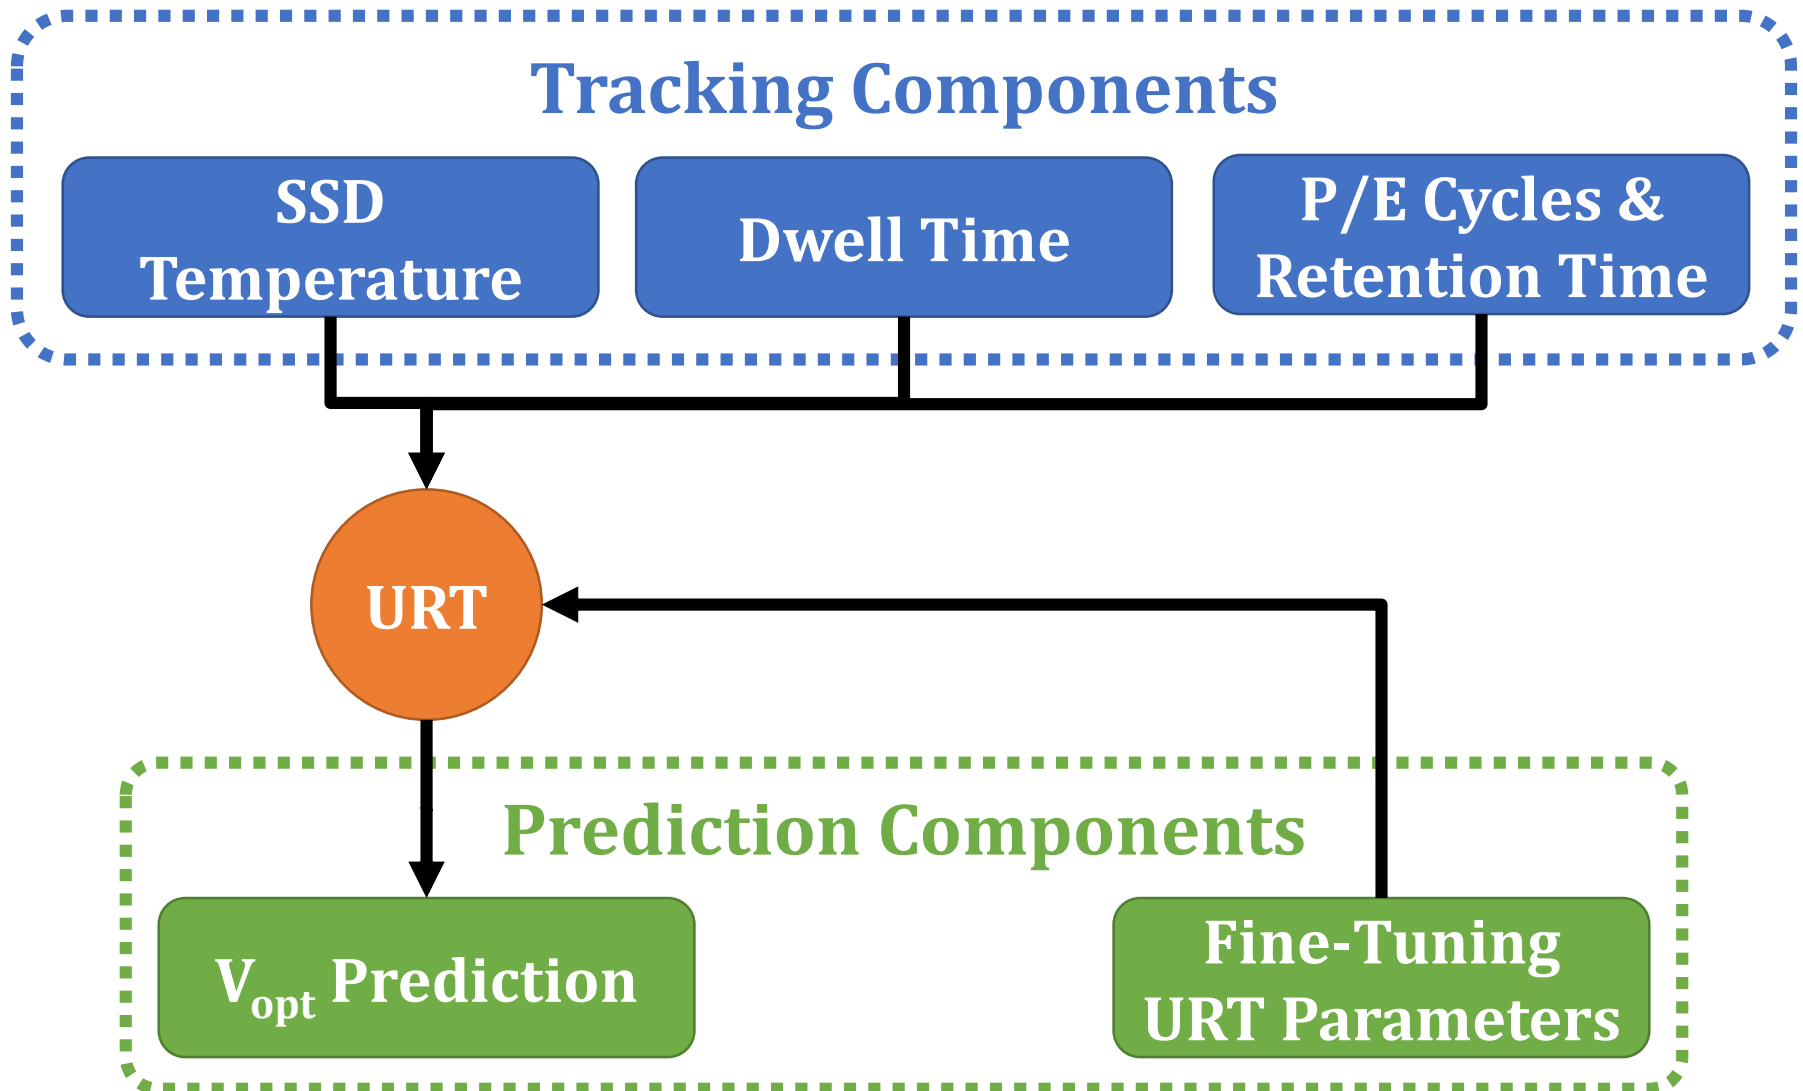 Tracking Components
SSD
Temperature
Dwell Time
P/E Cycles &
Retention Time
URT
Prediction Components
Vopt Prediction
Fine-Tuning
URT Parameters